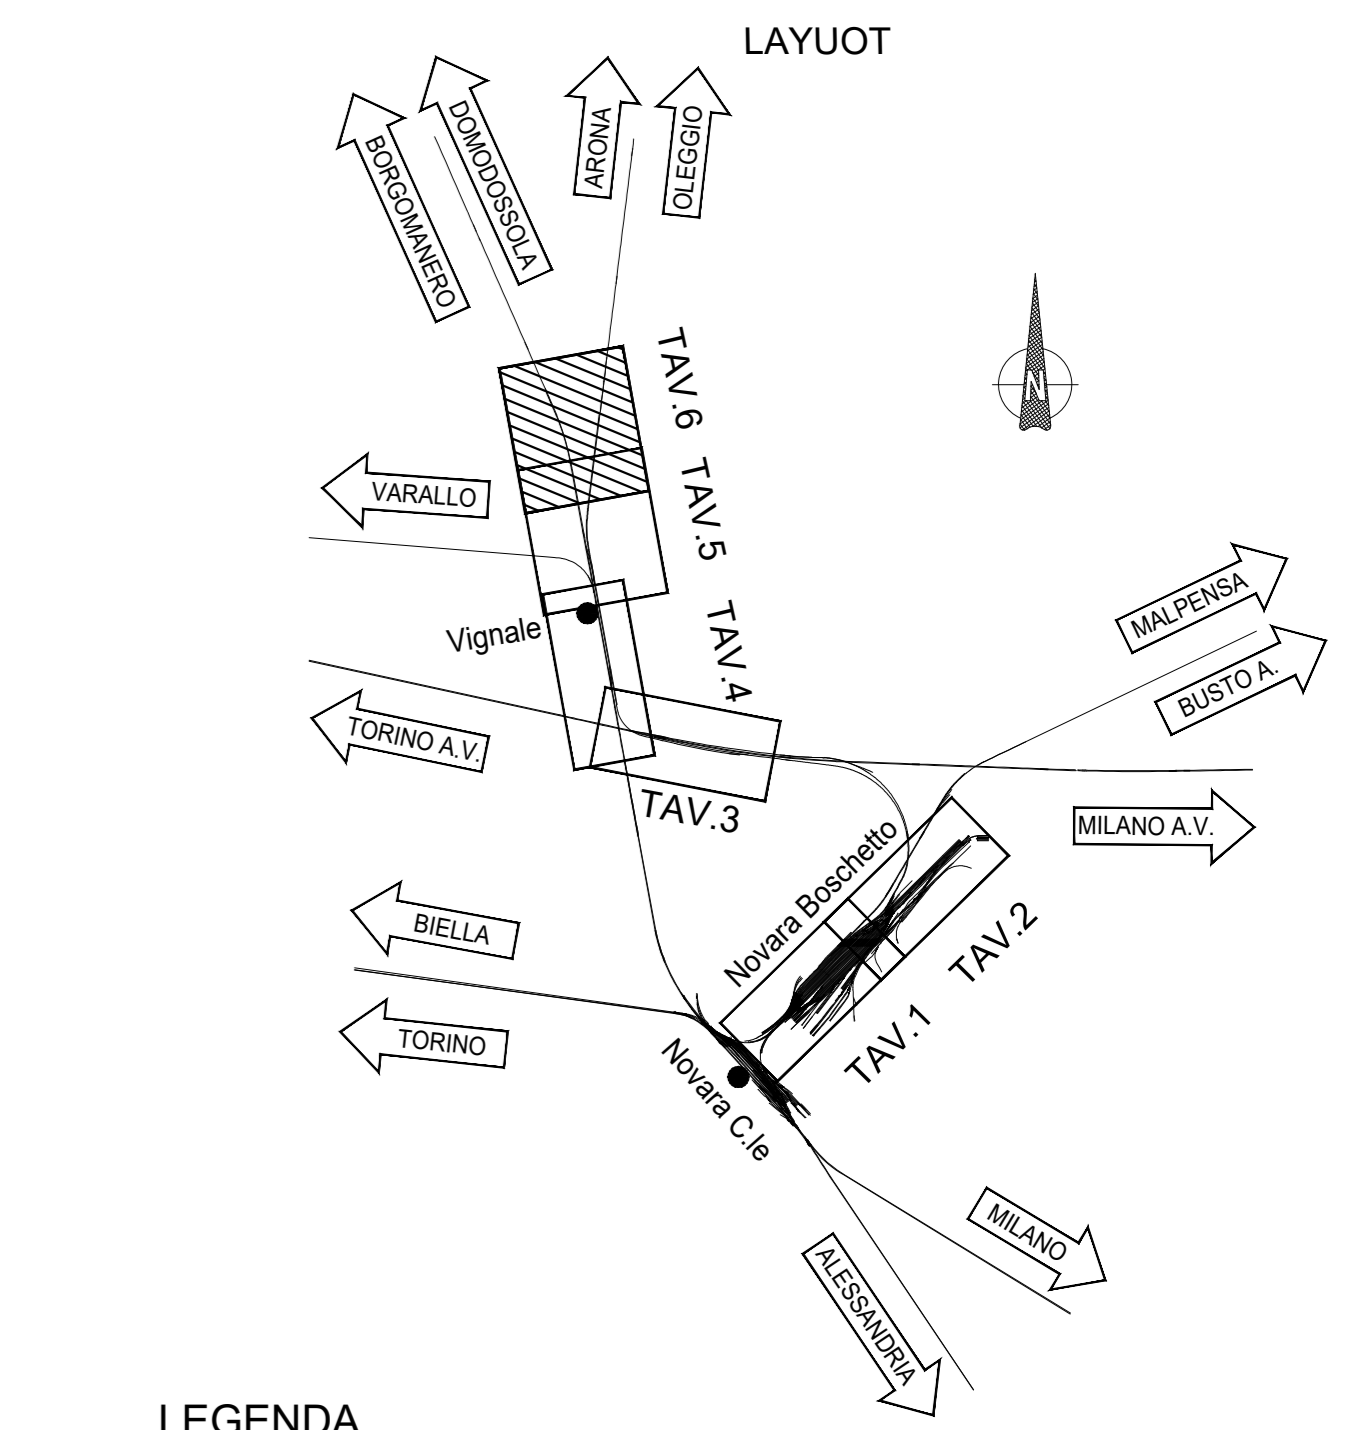 LAYUOT
BORGOMANERO
DOMODOSSOLA
ARONA
OLEGGIO
N
TAV.6
TAV.5
TAV.4
VARALLO
Vignale
MALPENSA
BUSTO A.
TORINO A.V.
TAV.3
MILANO A.V.
Novara Boschetto
TAV.2
TAV.1
BIELLA
TORINO
Novara C.le
MILANO
ALESSANDRIA
LEGENDA